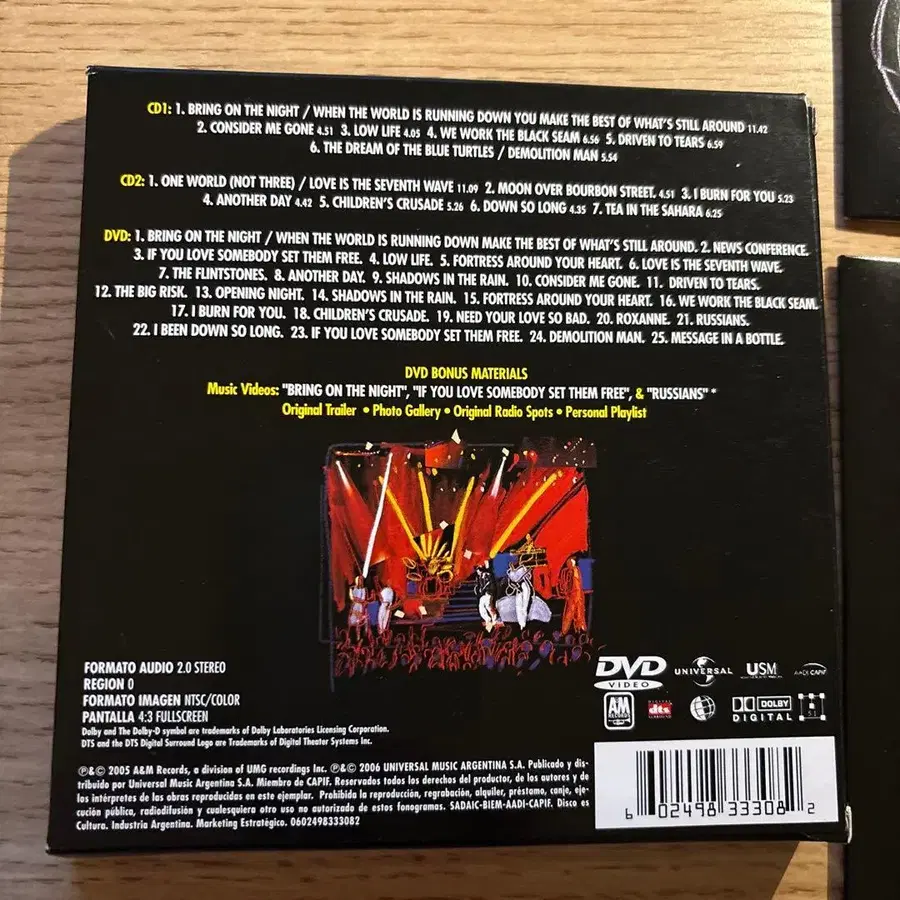 CD1: 1. BRING ON THE NIGHT / WHEN THE WORLD IS RUNNING DOWN YOU MAKE THE BEST OF WHAT'S STILL AROUND 11.42
2. CONSIDER ME GONE 4.51 3. LOW LIFE 4.05 4. WE WORK THE BLACK SEAM 6.56 5. DRIVEN TO TEARS 6.59
6. THE DREAM OF THE BLUE TURTLES / DEMOLITION MAN 5.54
CD2: 1. ONE WORLD (NOT THREE) / LOVE IS THE SEVENTH WAVE 11.09 2. MOON OVER BOURBON STREET. 4.51 3. I BURN FOR YOU 5.23
4. ANOTHER DAY 4.42 5. CHILDREN'S CRUSADE 5.26 6. DOWN SO LONG 4.35 7. TEA IN THE SAHARA 6.25
DVD: 1. BRING ON THE NIGHT / WHEN THE WORLD IS RUNNING DOWN MAKE THE BEST OF WHAT'S STILL AROUND. 2. NEWS CONFERENCE.
3. IF YOU LOVE SOMEBODY SET THEM FREE. 4. LOW LIFE. 5. FORTRESS AROUND YOUR HEART. 6. LOVE IS THE SEVENTH WAVE.
7. THE FLINTSTONES. 8. ANOTHER DAY. 9. SHADOWS IN THE RAIN. 10. CONSIDER ME GONE. 11. DRIVEN TO TEARS.
12. THE BIG RISK. 13. OPENING NIGHT. 14. SHADOWS IN THE RAIN. 15. FORTRESS AROUND YOUR HEART. 16. WE WORK THE BLACK SEAM.
17. I BURN FOR YOU. 18. CHILDREN'S CRUSADE. 19. NEED YOUR LOVE SO BAD. 20. ROXANNE. 21. RUSSIANS.
22. I BEEN DOWN SO LONG. 23. IF YOU LOVE SOMEBODY SET THEM FREE. 24. DEMOLITION MAN. 25. MESSAGE IN A BOTTLE.
DVD BONUS MATERIALS
Music Videos: "BRING ON THE NIGHT", "IF YOU LOVE SOMEBODY SET THEM FREE", & "RUSSIANS" *
Original Trailer • Photo Gallery • Original Radio Spots • Personal Playlist
FORMATO AUDIO 2.0 STEREO
REGION 0
FORMATO IMAGEN NTSC/COLOR
PANTALLA 4:3 FULLSCREEN
Dolby and The Dolby-D symbol are trademarks of Dolby Laboratories Licensing Corporation.
DTS and the DTS Digital Surround Logo are Trademarks of Digital Theater Systems Inc.
DVD VIDEO UNIVERSAL USM AADI CAPIF
A&M RECORDS dts DOLBY DIGITAL 5.1
℗&© 2005 A&M Records, a division of UMG recordings Inc. ℗&© 2006 UNIVERSAL MUSIC ARGENTINA S.A. Publicado y dis-
tribuido por Universal Music Argentina S.A. Miembro de CAPIF. Reservados todos los derechos del productor, de los autores y de
los intérpretes de las obras reproducidas en este ejemplar. Prohibida la reproducción, regrabación, alquiler, préstamo, canje, eje-
cución pública, radiodifusión y cualesquiera otro uso no autorizado de estos fonogramas. SADAIC-BIEM-AADI-CAPIF. Disco es
Cultura. Industria Argentina. Marketing Estratégico. 0602498333082
6 02498 33308 2